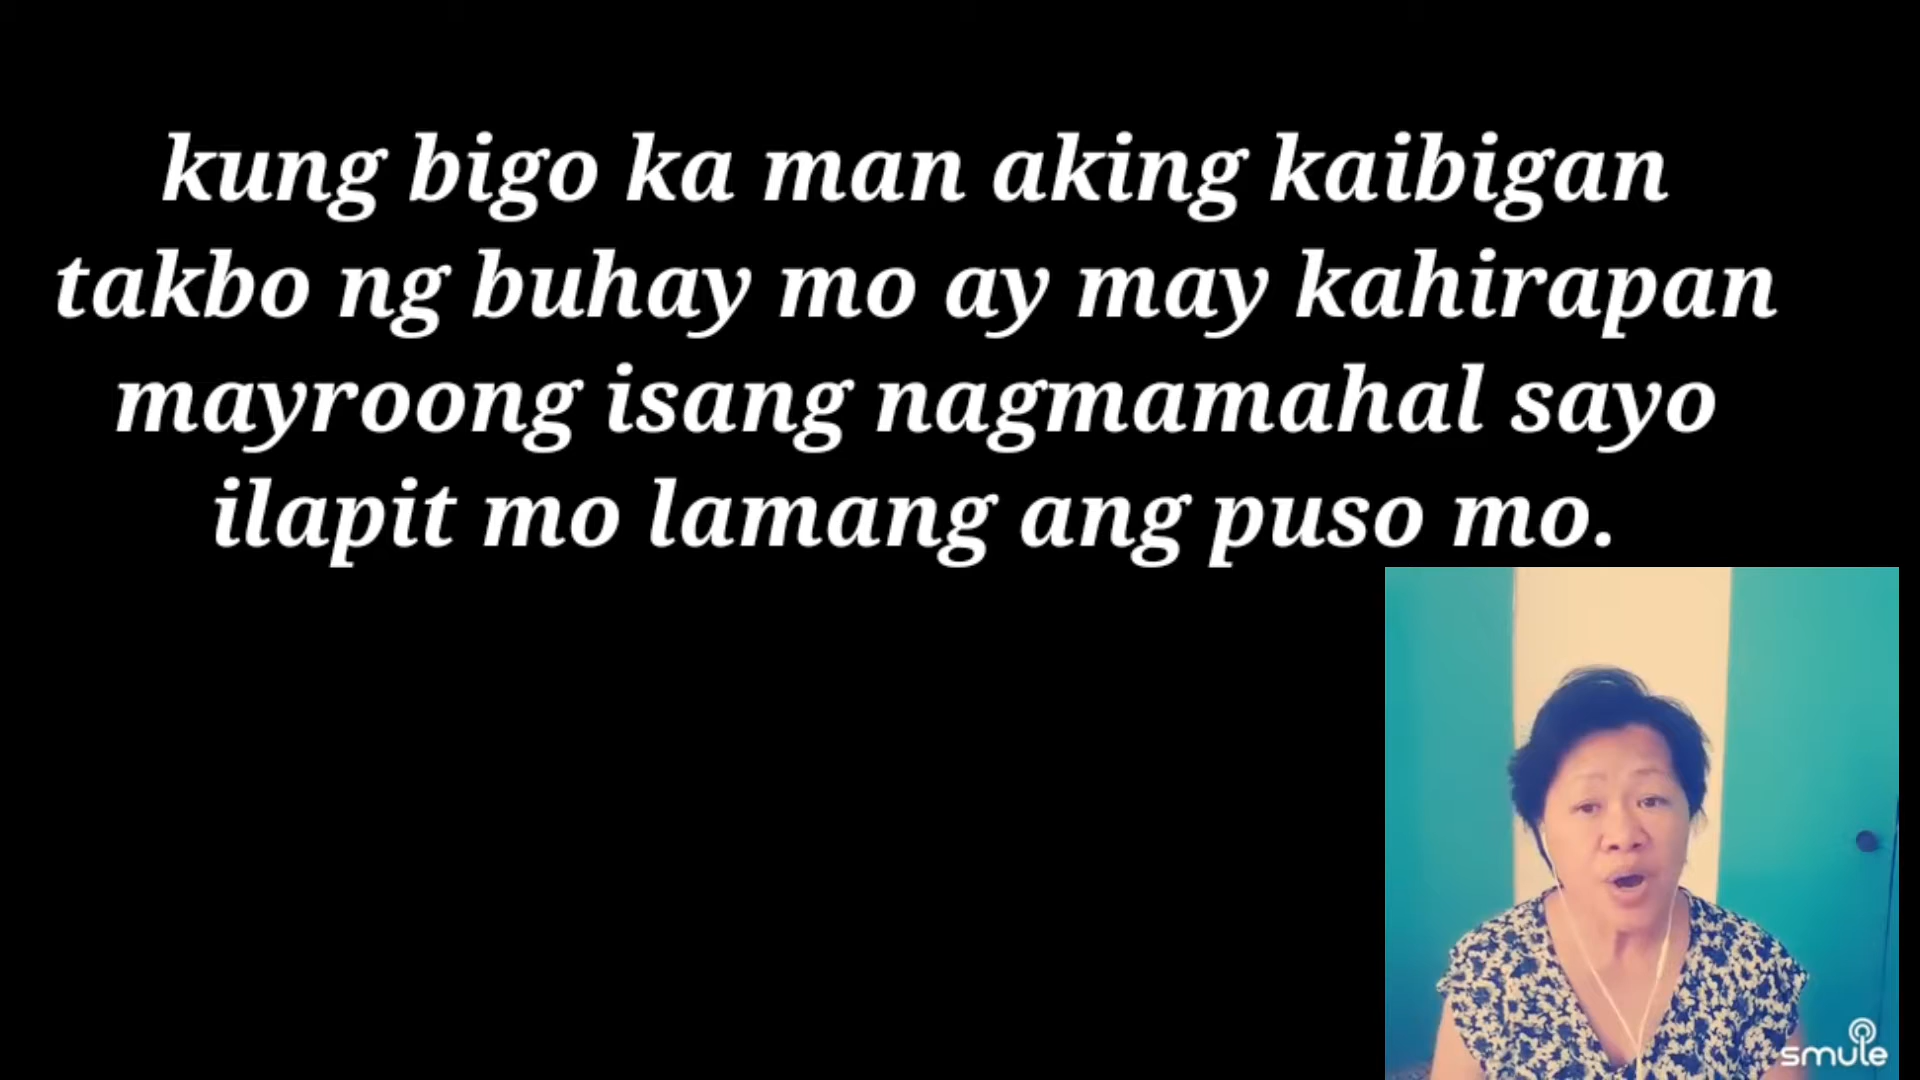 kung bigo ka man aking kaibigan
takbo ng buhay mo ay may kahirapan
mayroong isang nagmamahal sayo
ilapit mo lamang ang puso mo.
smule